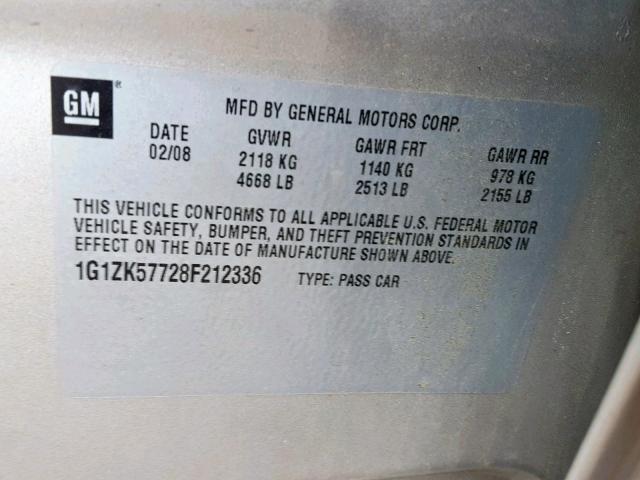 GM®
MFD BY GENERAL MOTORS CORP.
DATE GVWR GAWR FRT GAWR RR
02/08 2118 KG 1140 KG 978 KG
4668 LB 2513 LB 2155 LB
THIS VEHICLE CONFORMS TO ALL APPLICABLE U.S. FEDERAL MOTOR
VEHICLE SAFETY, BUMPER, AND THEFT PREVENTION STANDARDS IN
EFFECT ON THE DATE OF MANUFACTURE SHOWN ABOVE.
1G1ZK57728F212336 TYPE: PASS CAR